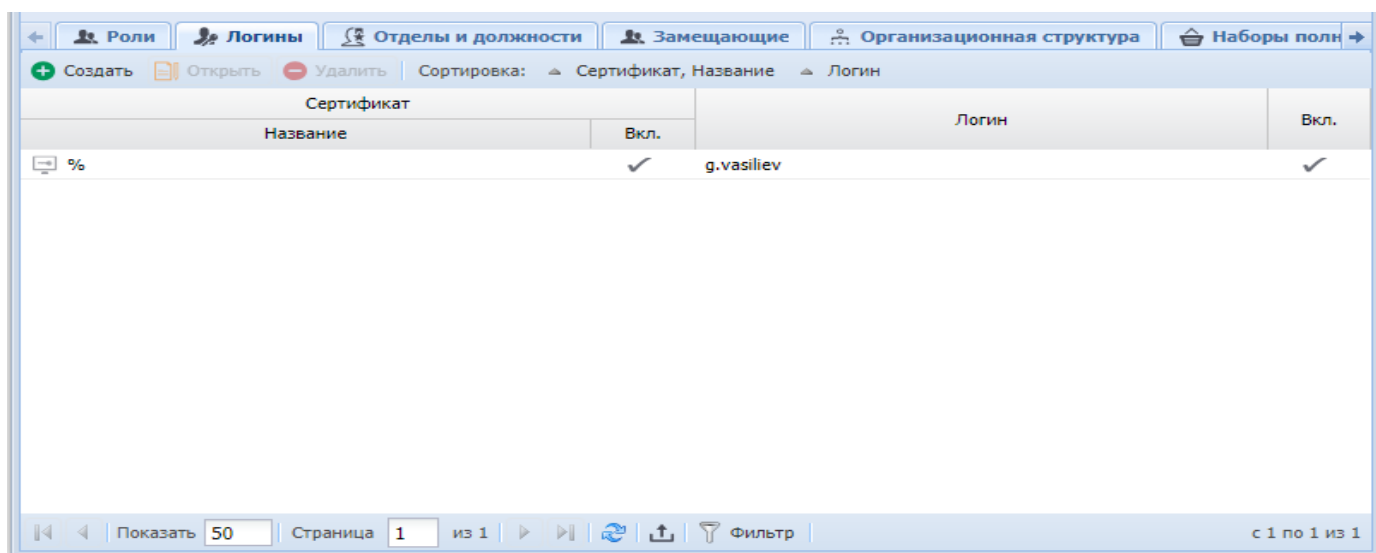 Роли Логины Отделы и должности Замещающие Организационная структура Наборы полн
Создать Открыть Удалить Сортировка: Сертификат, Название Логин
Сертификат Логин Вкл.
Название Вкл.
% g.vasiliev
Показать 50 Страница 1 из 1 Фильтр с 1 по 1 из 1